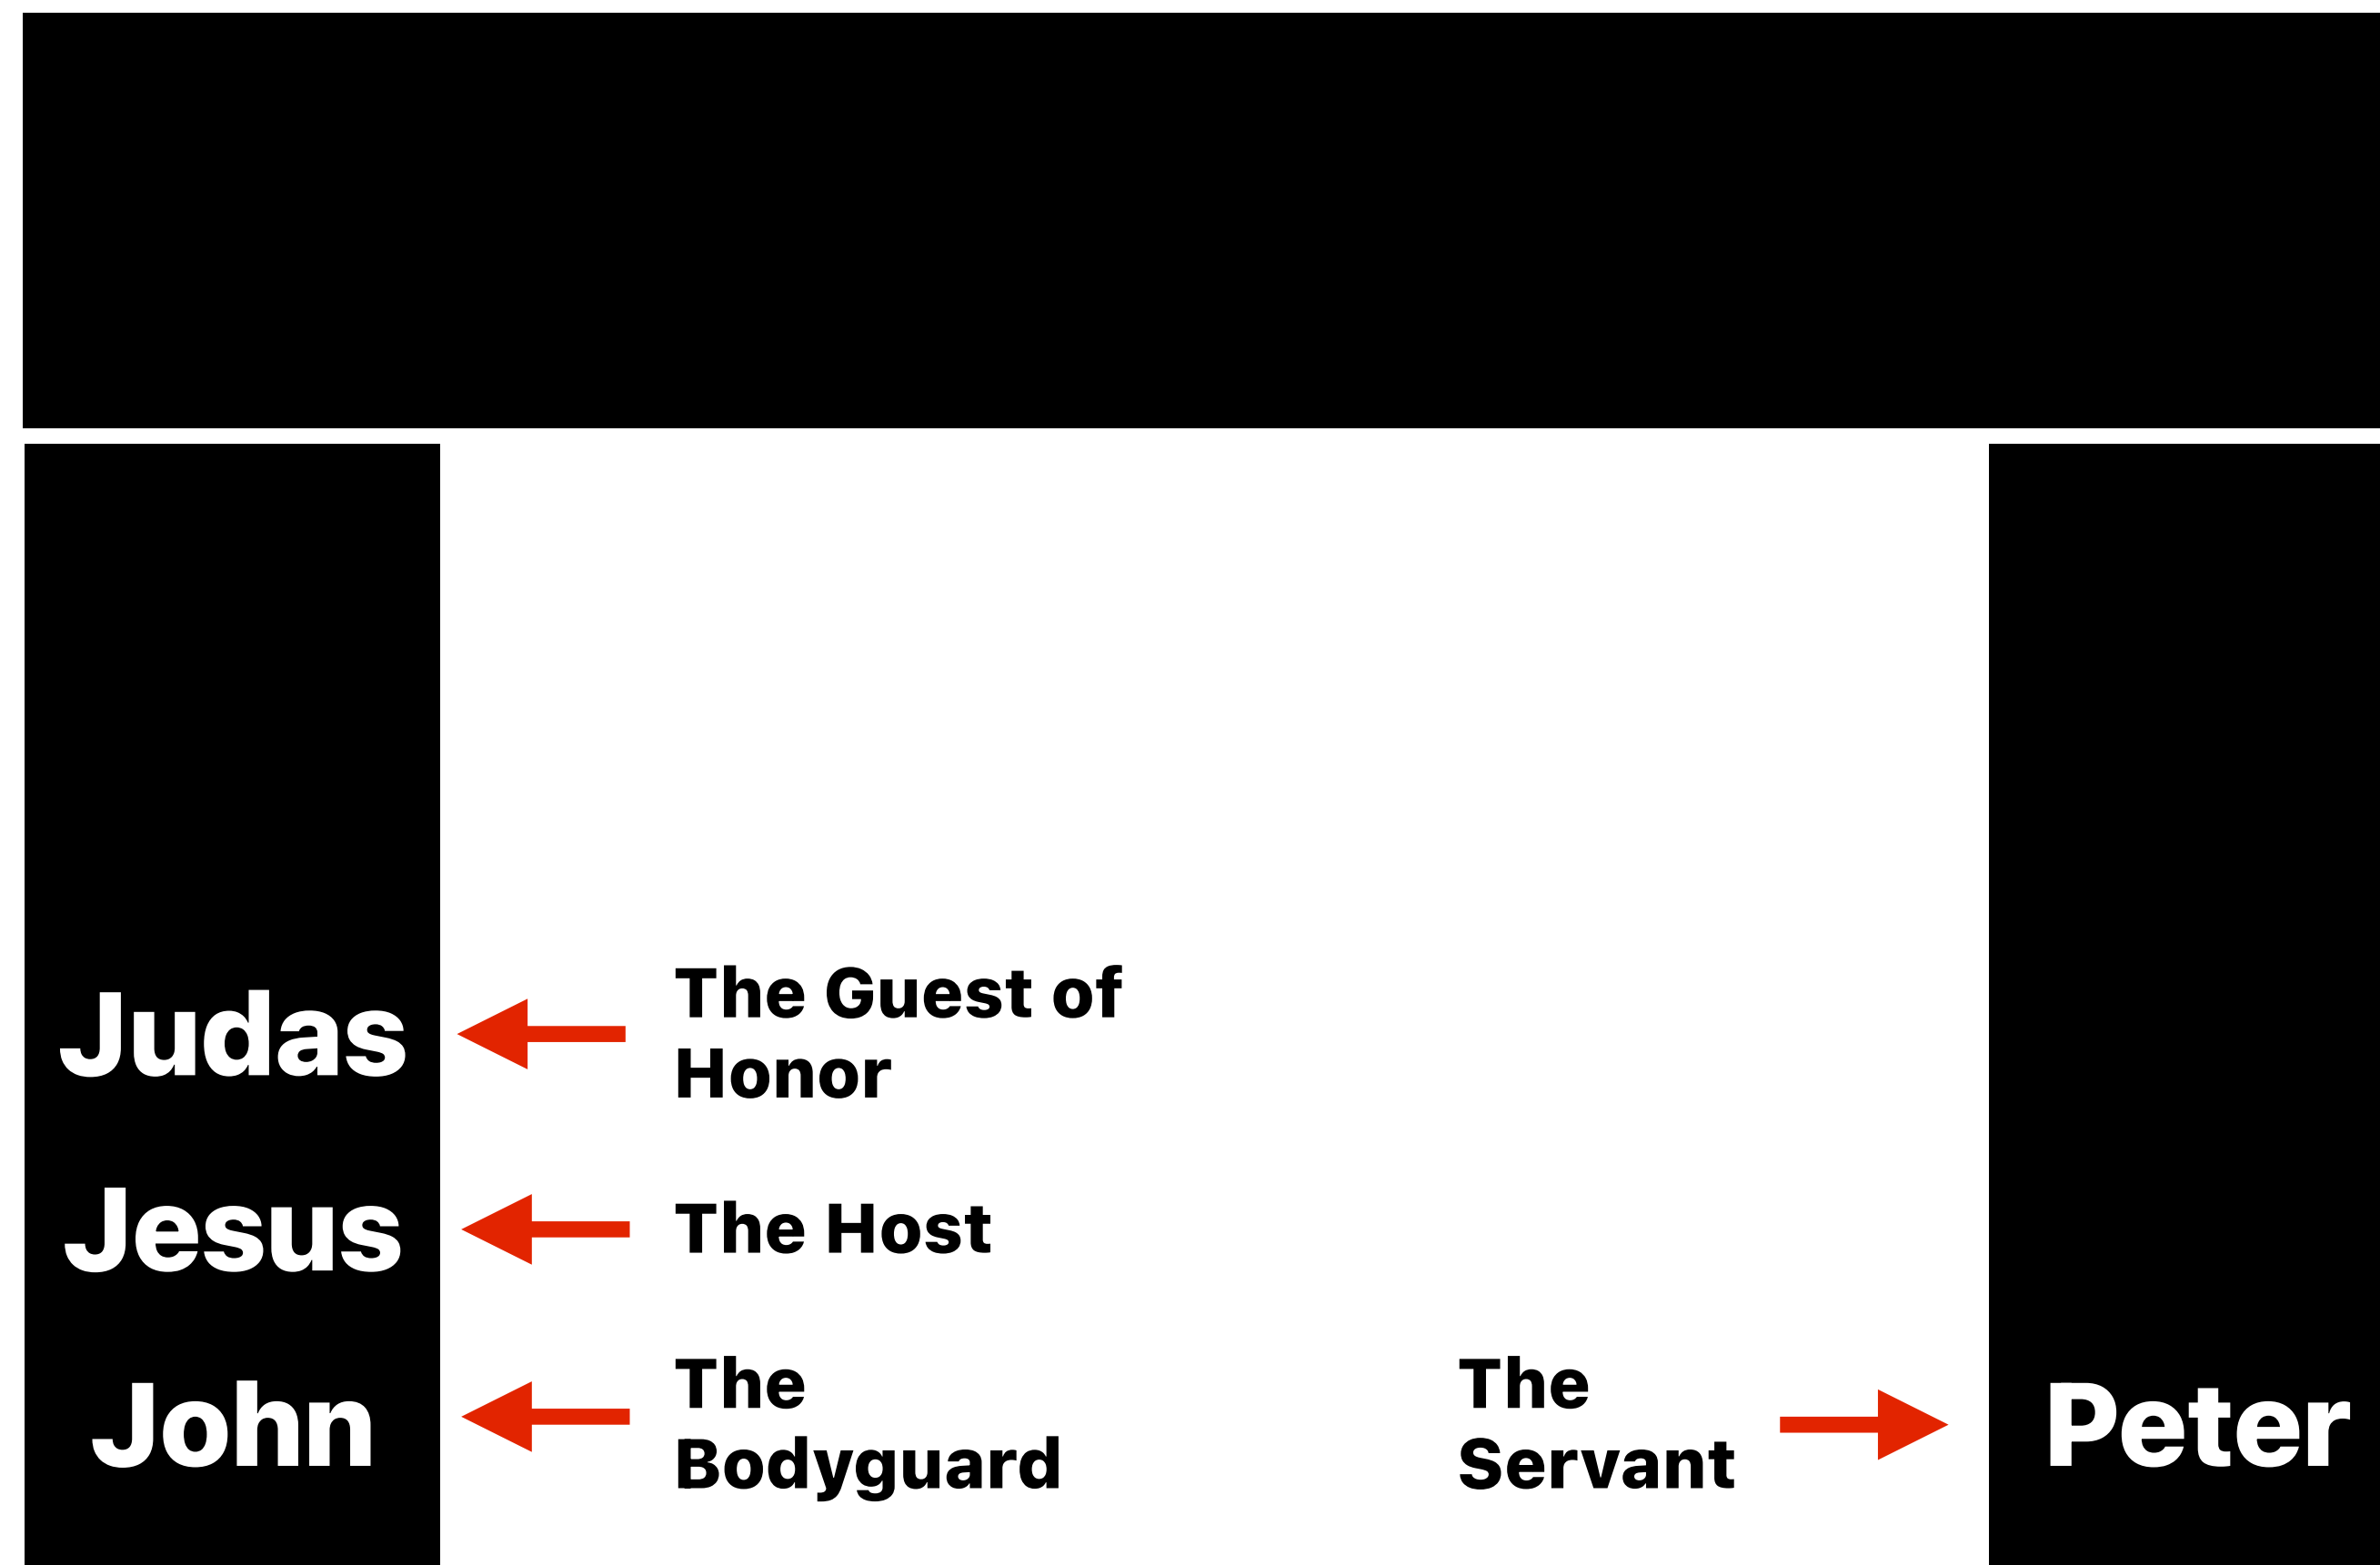 Judas
The Guest of
Honor
Jesus
The Host
John
The
Bodyguard
The
Servant
Peter